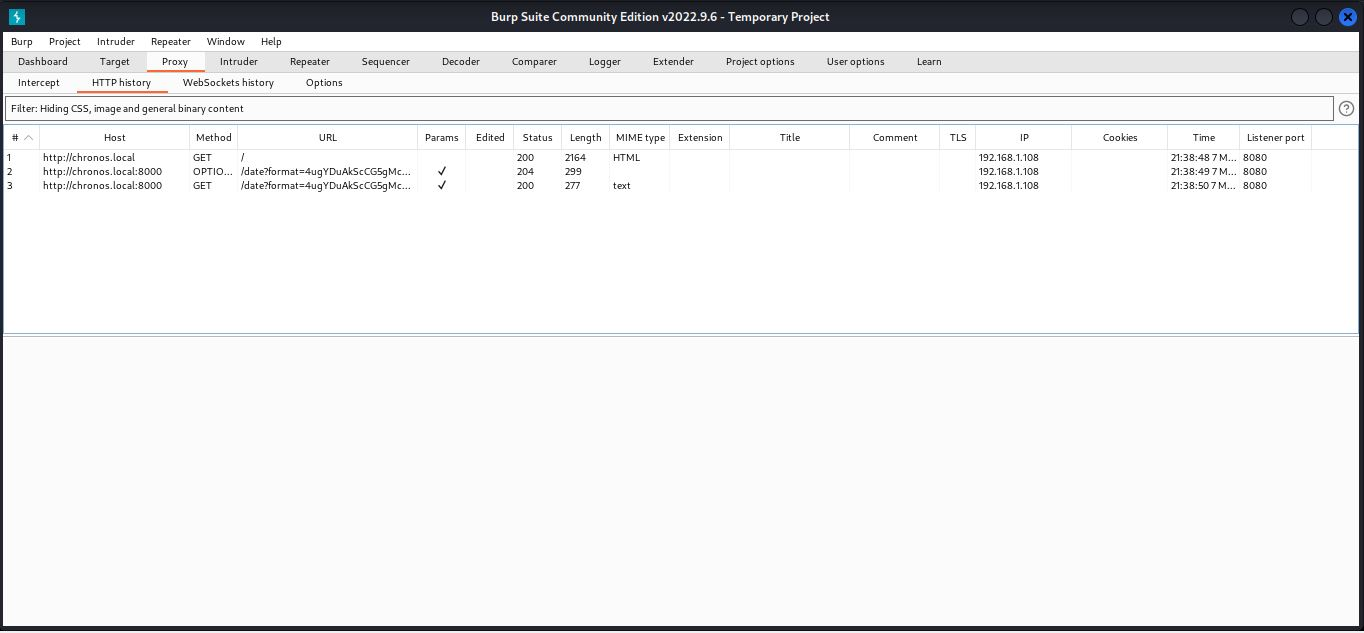 Burp Suite Community Edition v2022.9.6 - Temporary Project
Burp Project Intruder Repeater Window Help
Dashboard Target Proxy Intruder Repeater Sequencer Decoder Comparer Logger Extender Project options User options Learn
Intercept HTTP history WebSockets history Options
Filter: Hiding CSS, image and general binary content
# Host Method URL Params Edited Status Length MIME type Extension Title Comment TLS IP Cookies Time Listener port
1 http://chronos.local GET / 200 2164 HTML 192.168.1.108 21:38:48 7 M... 8080
2 http://chronos.local:8000 OPTIO... /date?format=4ugYDuAkScCG5gMc... ✓ 204 299 192.168.1.108 21:38:49 7 M... 8080
3 http://chronos.local:8000 GET /date?format=4ugYDuAkScCG5gMc... ✓ 200 277 text 192.168.1.108 21:38:50 7 M... 8080